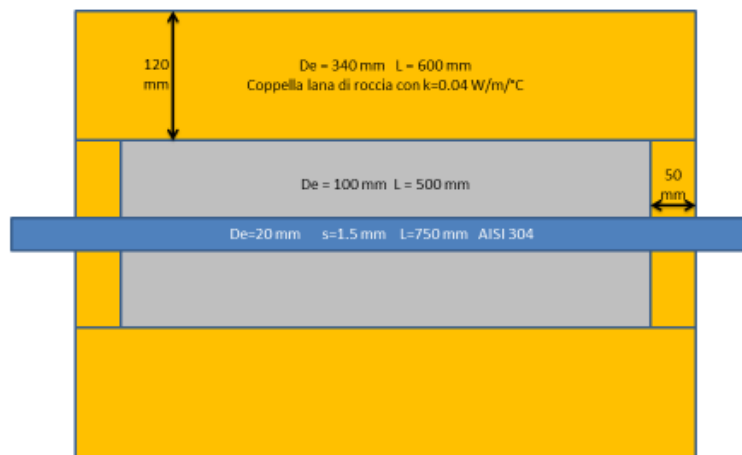 120
mm
De = 340 mm L = 600 mm
Coppella lana di roccia con k=0.04 W/m/°C
De = 100 mm L = 500 mm
50
mm
De=20 mm s=1.5 mm L=750 mm AISI 304